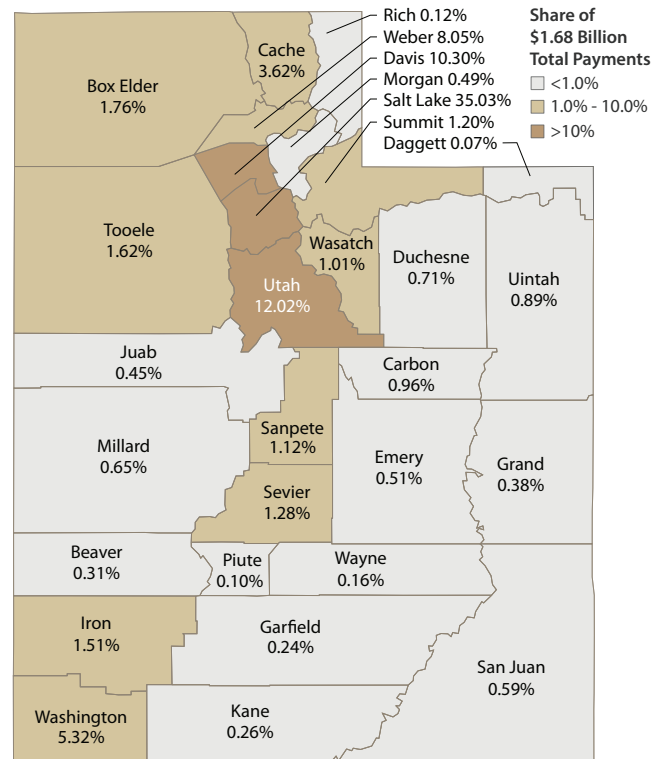 Rich 0.12%
Weber 8.05%
Davis 10.30%
Morgan 0.49%
Salt Lake 35.03%
Summit 1.20%
Daggett 0.07%
Share of
$1.68 Billion
Total Payments
<1.0%
1.0% - 10.0%
>10%
Cache
3.62%
Box Elder
1.76%
Tooele
1.62%
Wasatch
1.01%
Duchesne
0.71%
Uintah
0.89%
Utah
12.02%
Juab
0.45%
Carbon
0.96%
Sanpete
1.12%
Millard
0.65%
Emery
0.51%
Grand
0.38%
Sevier
1.28%
Beaver
0.31%
Piute
0.10%
Wayne
0.16%
Iron
1.51%
Garfield
0.24%
San Juan
0.59%
Washington
5.32%
Kane
0.26%